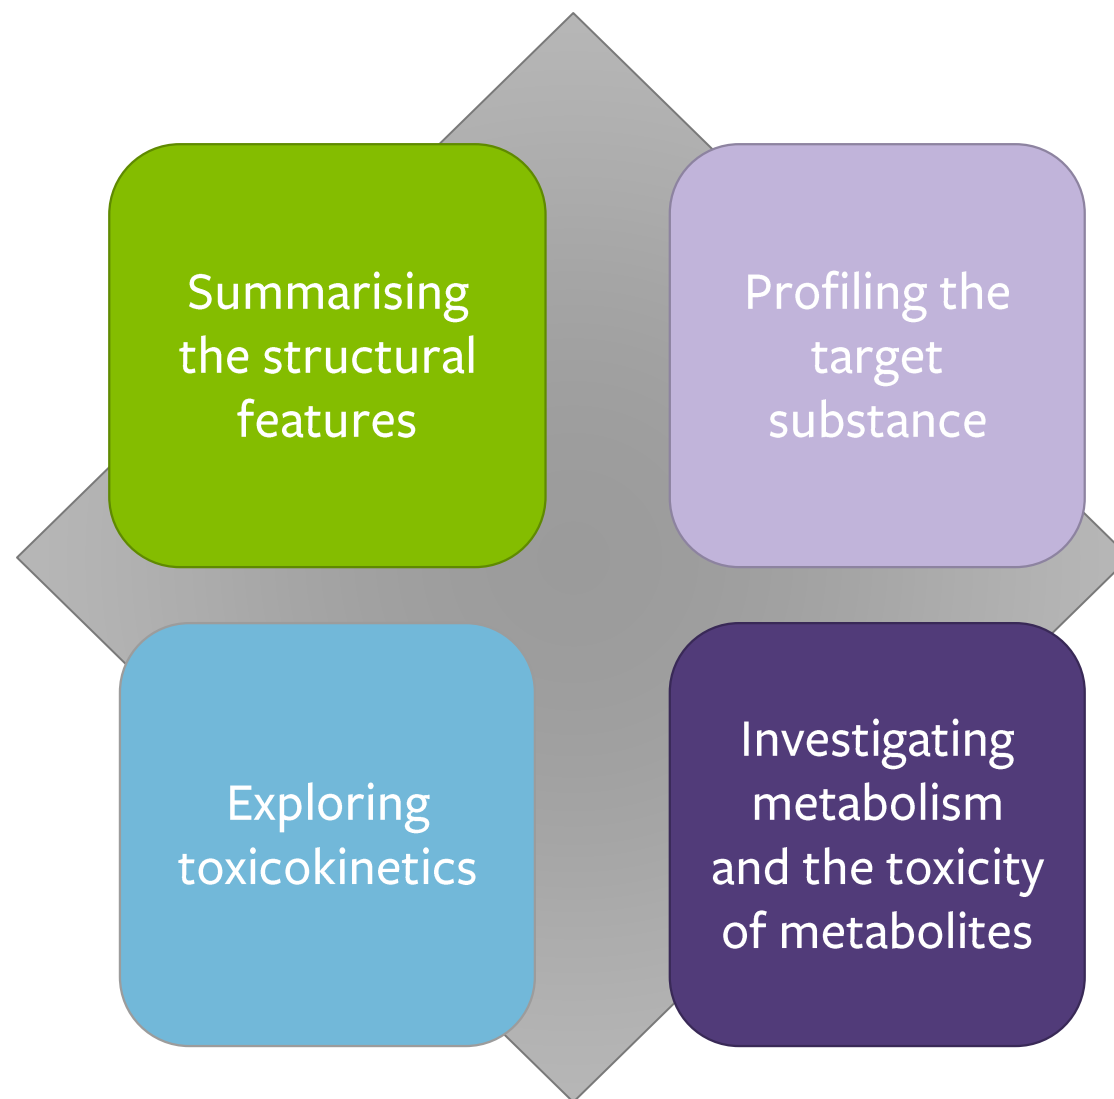 Summarising
the structural
features
Profiling the
target
substance
Exploring
toxicokinetics
Investigating
metabolism
and the toxicity
of metabolites